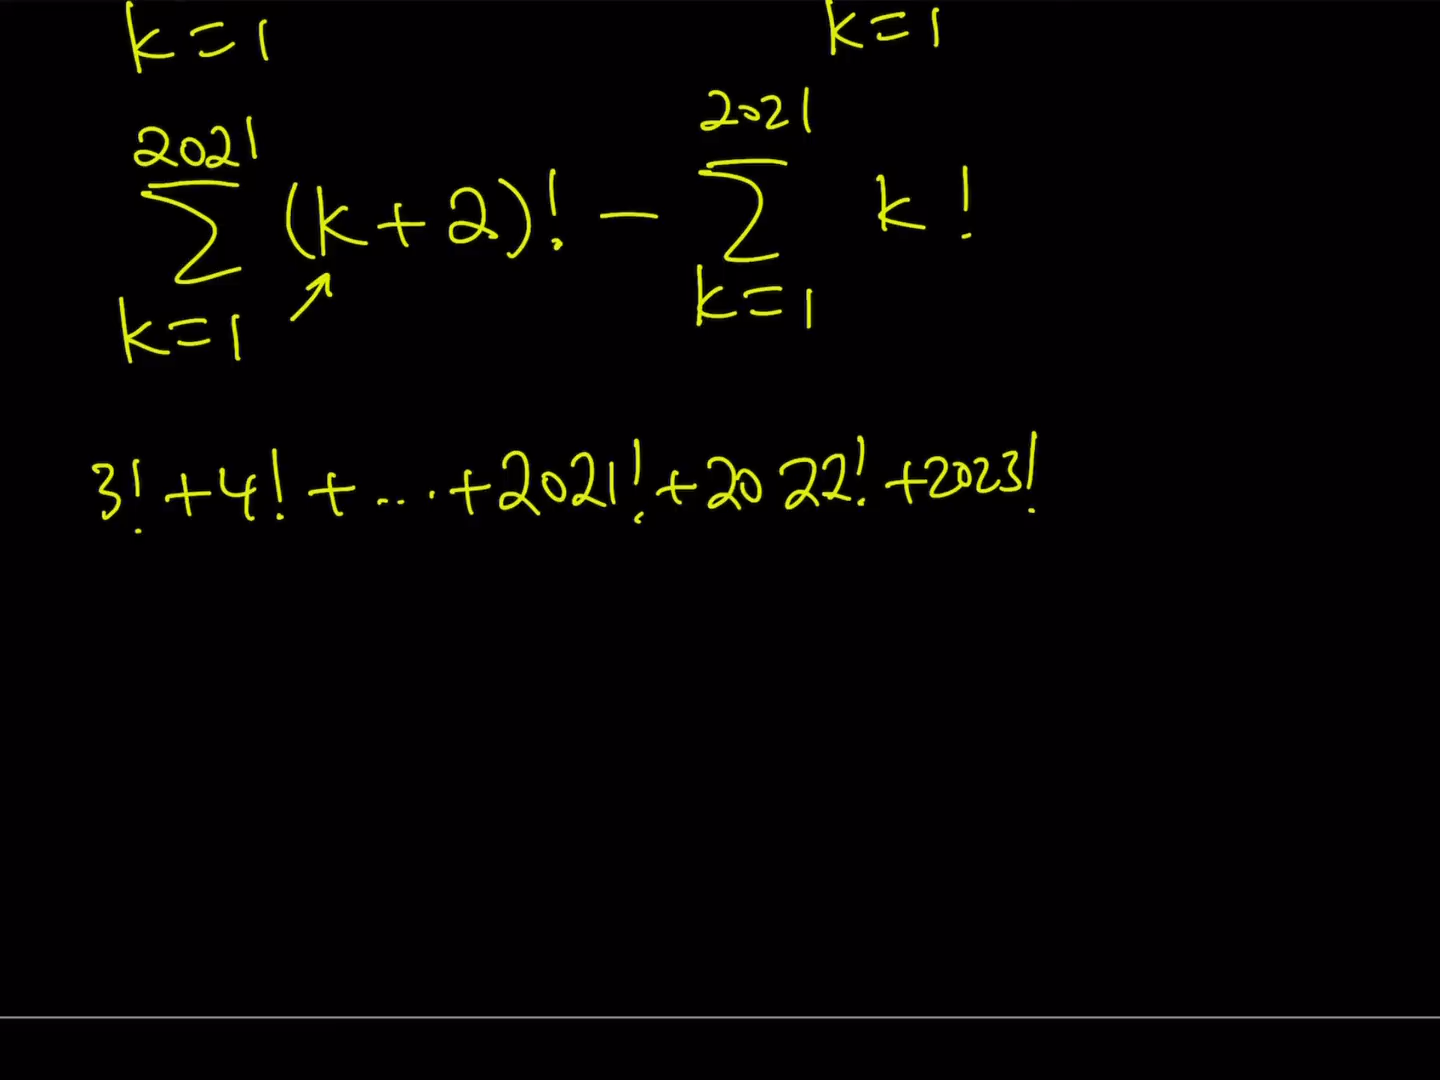 k=1 k=1
2021 2021
∑ (k+2)! − ∑ k!
k=1 k=1
3! +4! + ... +2021! +2022! +2023!